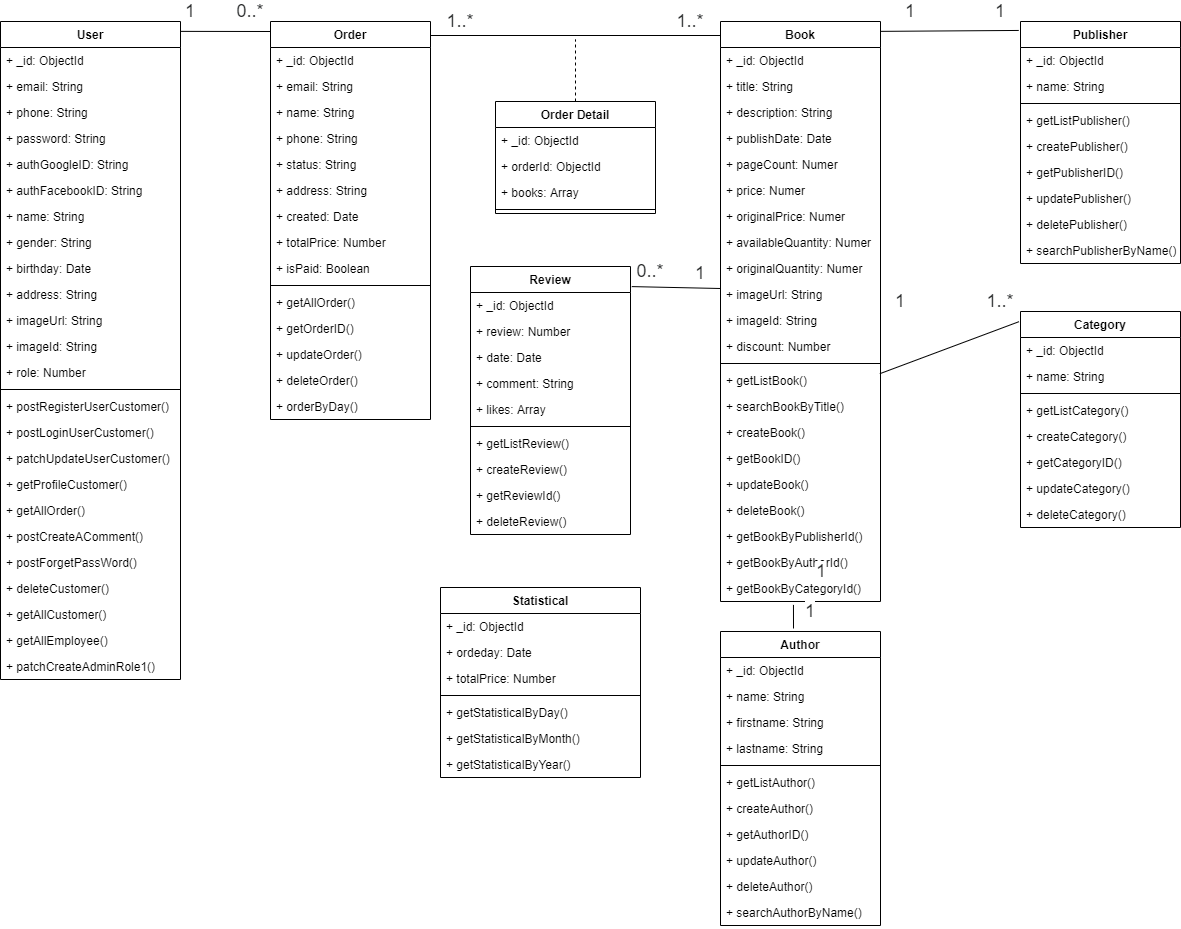 1
0..*
1..*
1..*
1
1
User
+ _id: ObjectId
+ email: String
+ phone: String
+ password: String
+ authGoogleID: String
+ authFacebookID: String
+ name: String
+ gender: String
+ birthday: Date
+ address: String
+ imageUrl: String
+ imageId: String
+ role: Number
+ postRegisterUserCustomer()
+ postLoginUserCustomer()
+ patchUpdateUserCustomer()
+ getProfileCustomer()
+ getAllOrder()
+ postCreateAComment()
+ postForgetPassWord()
+ deleteCustomer()
+ getAllCustomer()
+ getAllEmployee()
+ patchCreateAdminRole1()
Order
+ _id: ObjectId
+ email: String
+ name: String
+ phone: String
+ status: String
+ address: String
+ created: Date
+ totalPrice: Number
+ isPaid: Boolean
+ getAllOrder()
+ getOrderID()
+ updateOrder()
+ deleteOrder()
+ orderByDay()
Order Detail
+ _id: ObjectId
+ orderId: ObjectId
+ books: Array
0..*
1
Review
+ _id: ObjectId
+ review: Number
+ date: Date
+ comment: String
+ likes: Array
+ getListReview()
+ createReview()
+ getReviewId()
+ deleteReview()
Statistical
+ _id: ObjectId
+ ordeday: Date
+ totalPrice: Number
+ getStatisticalByDay()
+ getStatisticalByMonth()
+ getStatisticalByYear()
Book
+ _id: ObjectId
+ title: String
+ description: String
+ publishDate: Date
+ pageCount: Numer
+ price: Numer
+ originalPrice: Numer
+ availableQuantity: Numer
+ originalQuantity: Numer
+ imageUrl: String
+ imageId: String
+ discount: Number
+ getListBook()
+ searchBookByTitle()
+ createBook()
+ getBookID()
+ updateBook()
+ deleteBook()
+ getBookByPublisherId()
+ getBookByAuthorId()
1
+ getBookByCategoryId()
1
Author
+ _id: ObjectId
+ name: String
+ firstname: String
+ lastname: String
+ getListAuthor()
+ createAuthor()
+ getAuthorID()
+ updateAuthor()
+ deleteAuthor()
+ searchAuthorByName()
Publisher
+ _id: ObjectId
+ name: String
+ getListPublisher()
+ createPublisher()
+ getPublisherID()
+ updatePublisher()
+ deletePublisher()
+ searchPublisherByName()
1
1..*
Category
+ _id: ObjectId
+ name: String
+ getListCategory()
+ createCategory()
+ getCategoryID()
+ updateCategory()
+ deleteCategory()